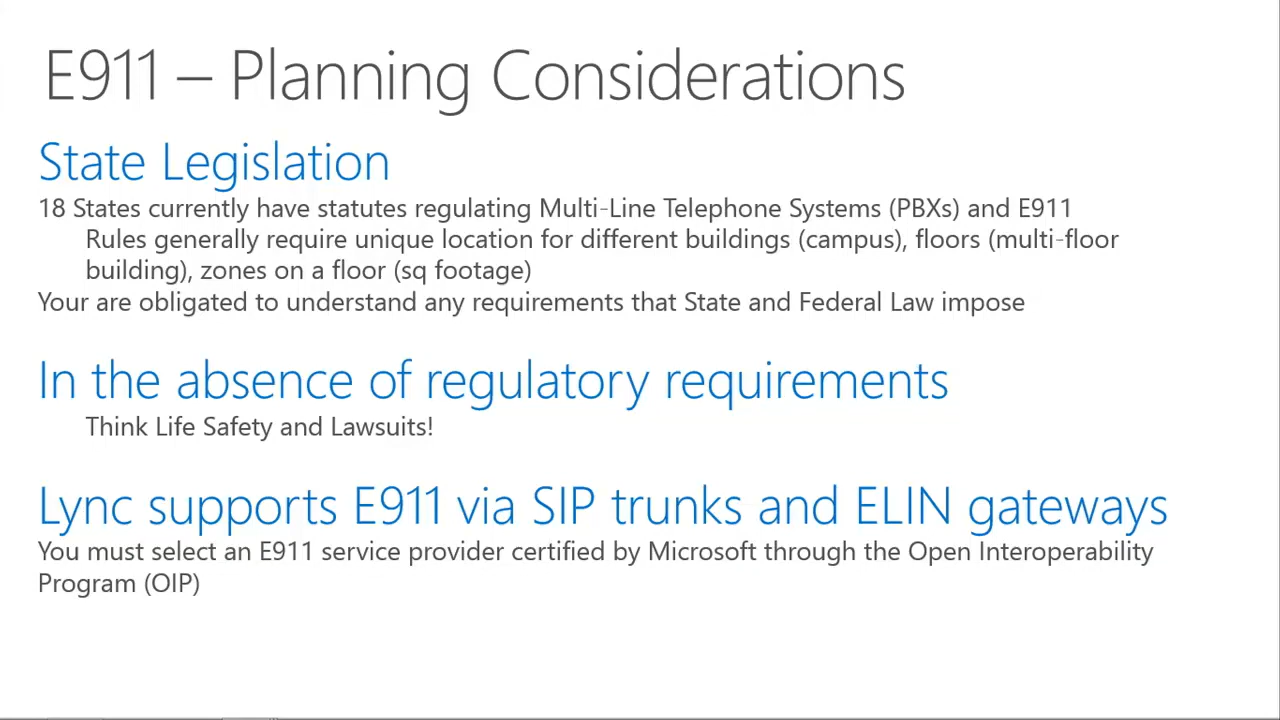 E911 – Planning Considerations
State Legislation
18 States currently have statutes regulating Multi-Line Telephone Systems (PBXs) and E911
Rules generally require unique location for different buildings (campus), floors (multi-floor
building), zones on a floor (sq footage)
Your are obligated to understand any requirements that State and Federal Law impose
In the absence of regulatory requirements
Think Life Safety and Lawsuits!
Lync supports E911 via SIP trunks and ELIN gateways
You must select an E911 service provider certified by Microsoft through the Open Interoperability
Program (OIP)